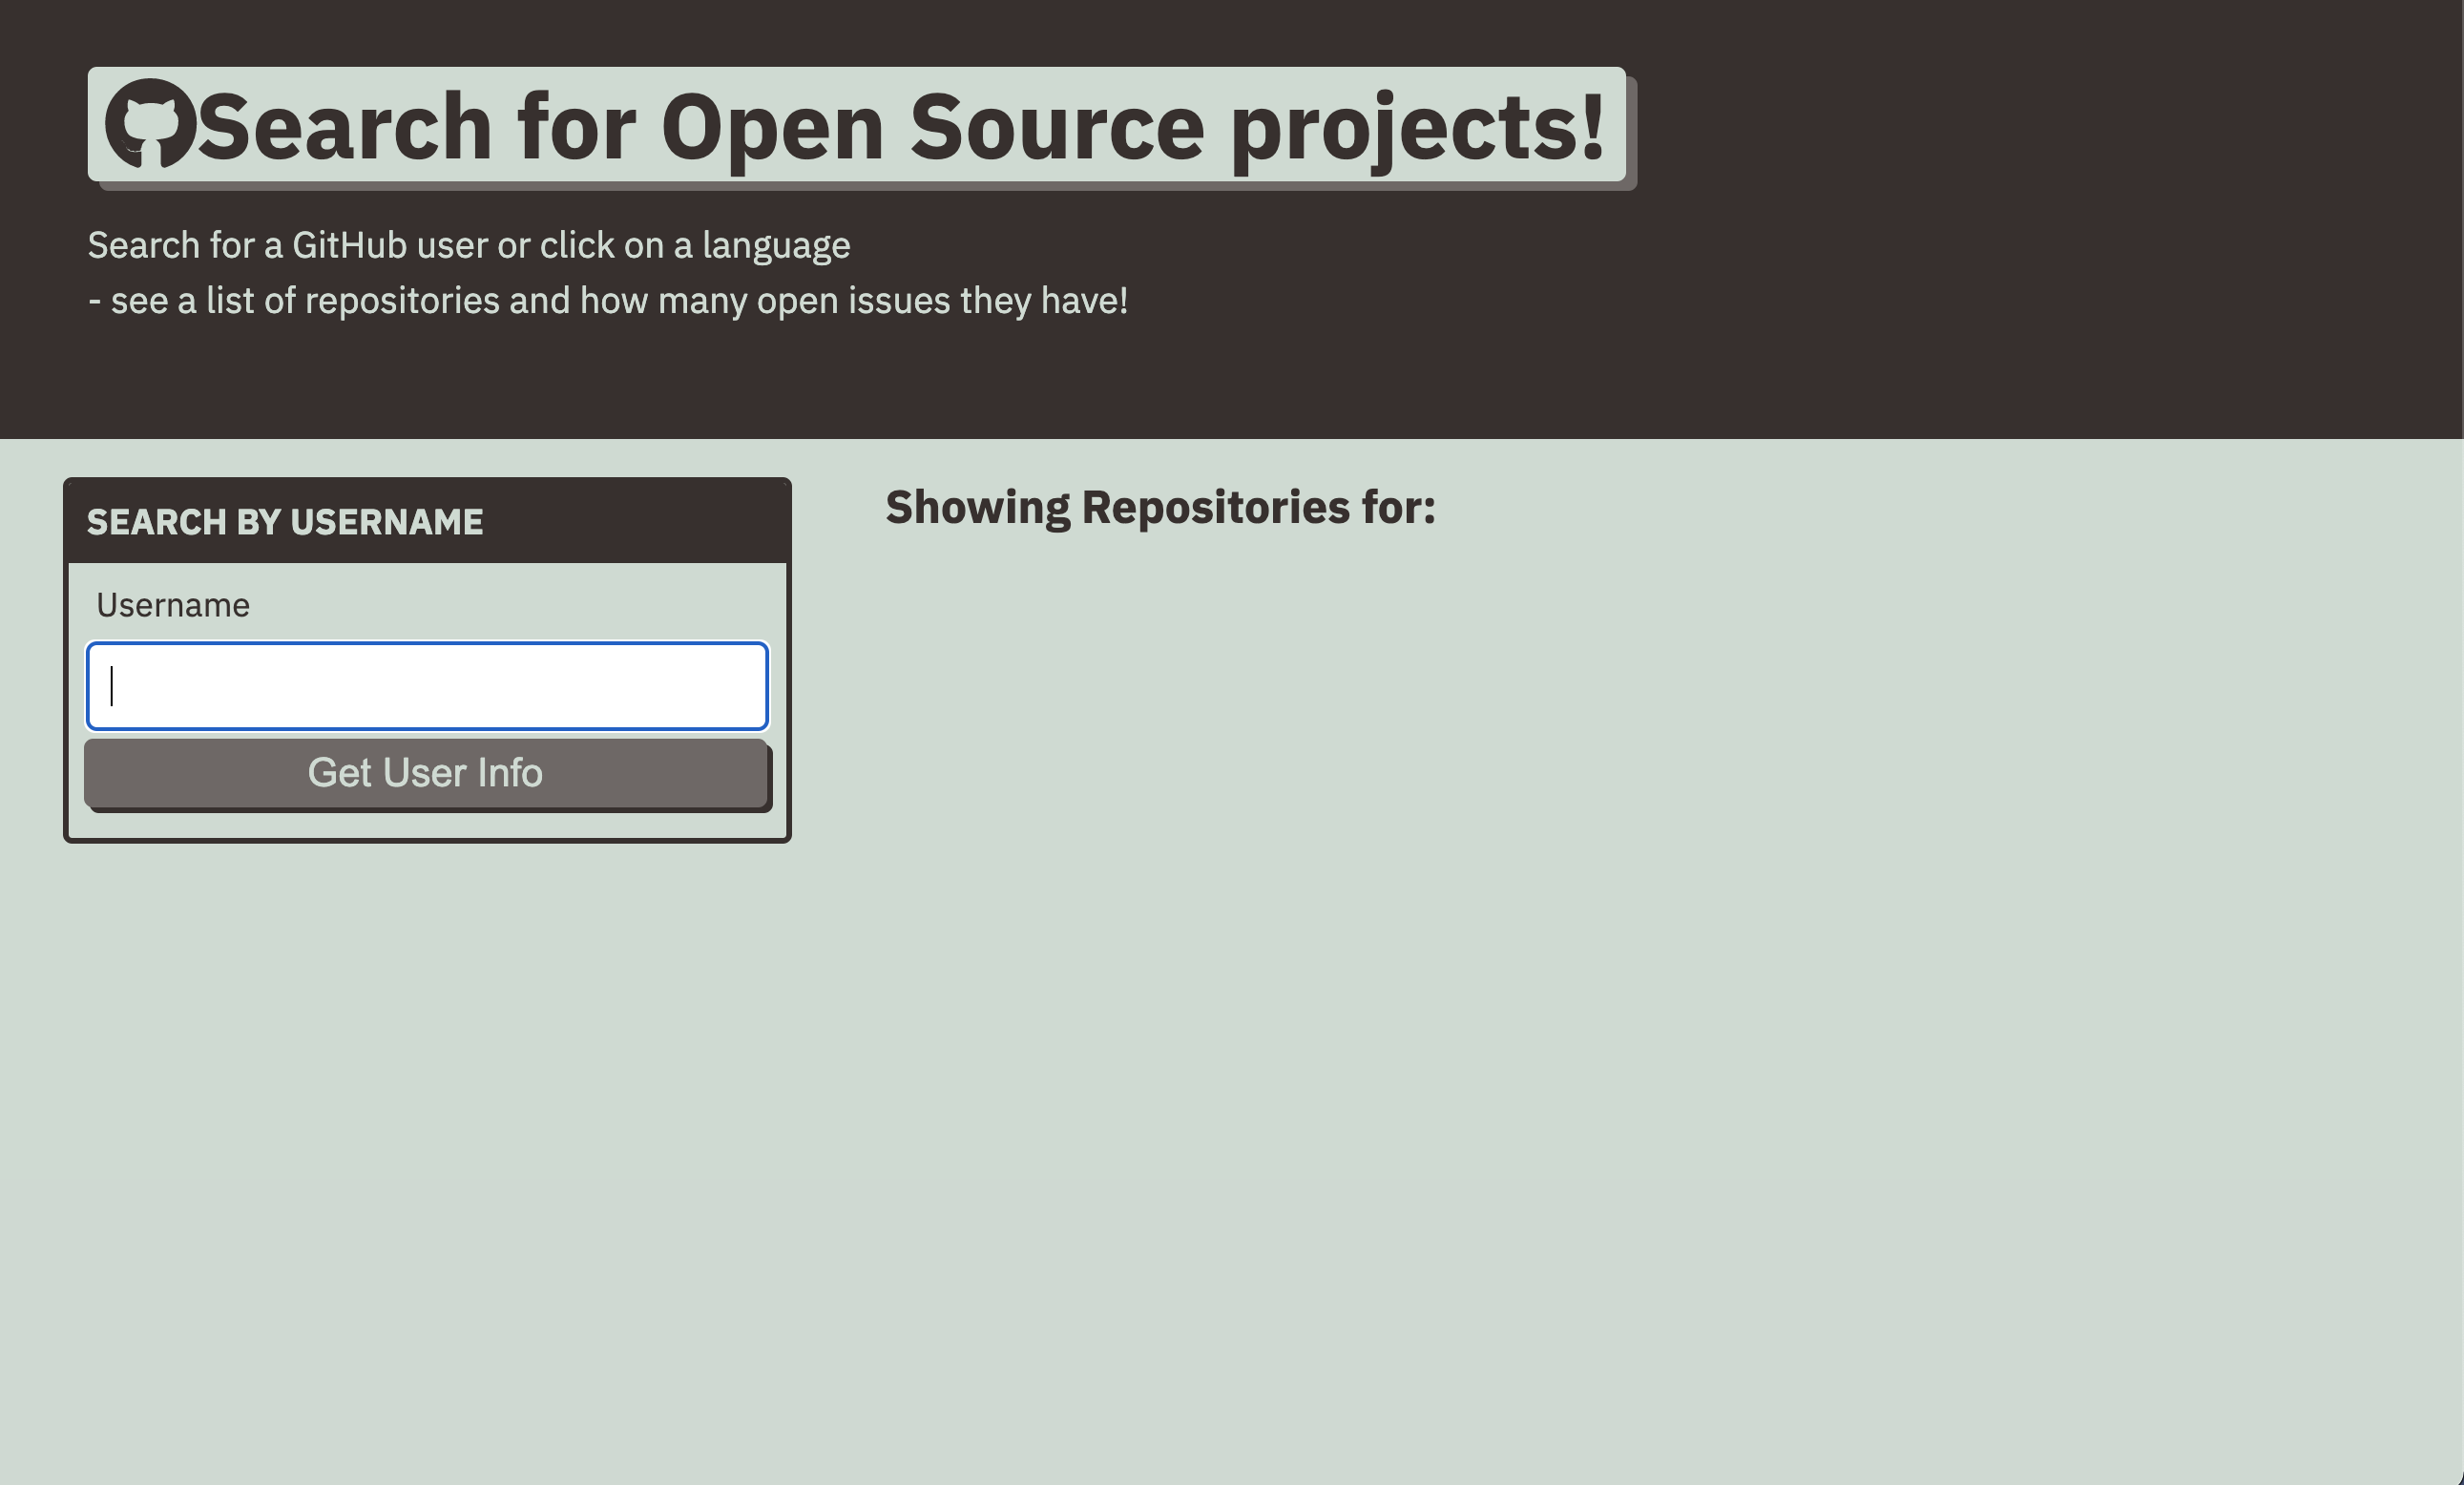 Search for Open Source projects!
Search for a GitHub user or click on a language
- see a list of repositories and how many open issues they have!
SEARCH BY USERNAME
Username
Get User Info
Showing Repositories for: